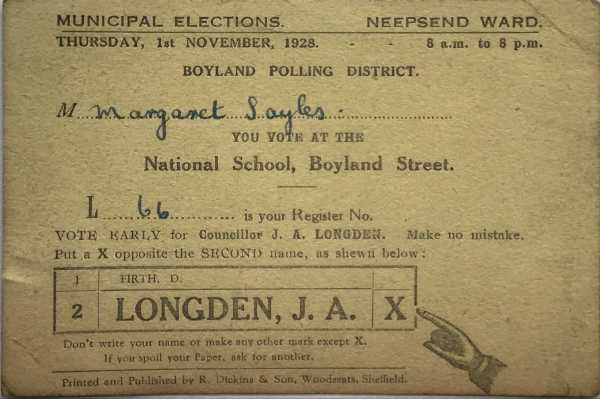 MUNICIPAL ELECTIONS. NEEPSEND WARD.
THURSDAY, 1st NOVEMBER, 1928. - - 8 a.m. to 8 p.m.
BOYLAND POLLING DISTRICT.
M Margaret Sayles.
YOU VOTE AT THE
National School, Boyland Street.
L 66 is your Register No.
VOTE EARLY for Councillor J. A. LONGDEN. Make no mistake.
Put a X opposite the SECOND name, as shewn below:
1 FIRTH, D.
2 LONGDEN, J. A. X
Don't write your name or make any other mark except X.
If you spoil your Paper, ask for another.
Printed and Published by R. Dickins & Son, Woodseats, Sheffield.